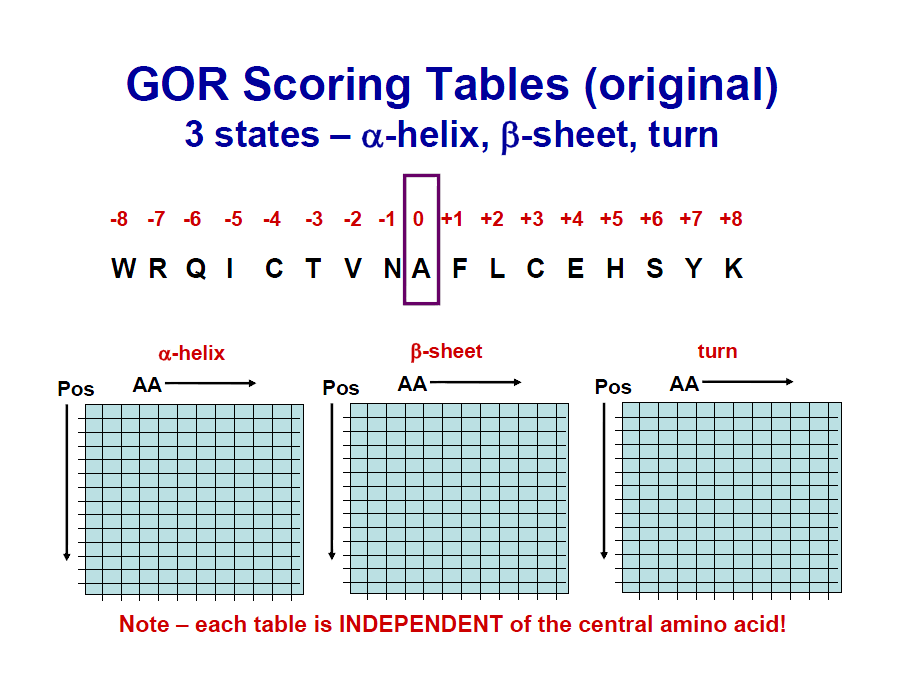 GOR Scoring Tables (original)
3 states – α-helix, β-sheet, turn
-8 -7 -6 -5 -4 -3 -2 -1 0 +1 +2 +3 +4 +5 +6 +7 +8
W R Q I C T V N A F L C E H S Y K
α-helix β-sheet turn
Pos AA Pos AA Pos AA
Note – each table is INDEPENDENT of the central amino acid!